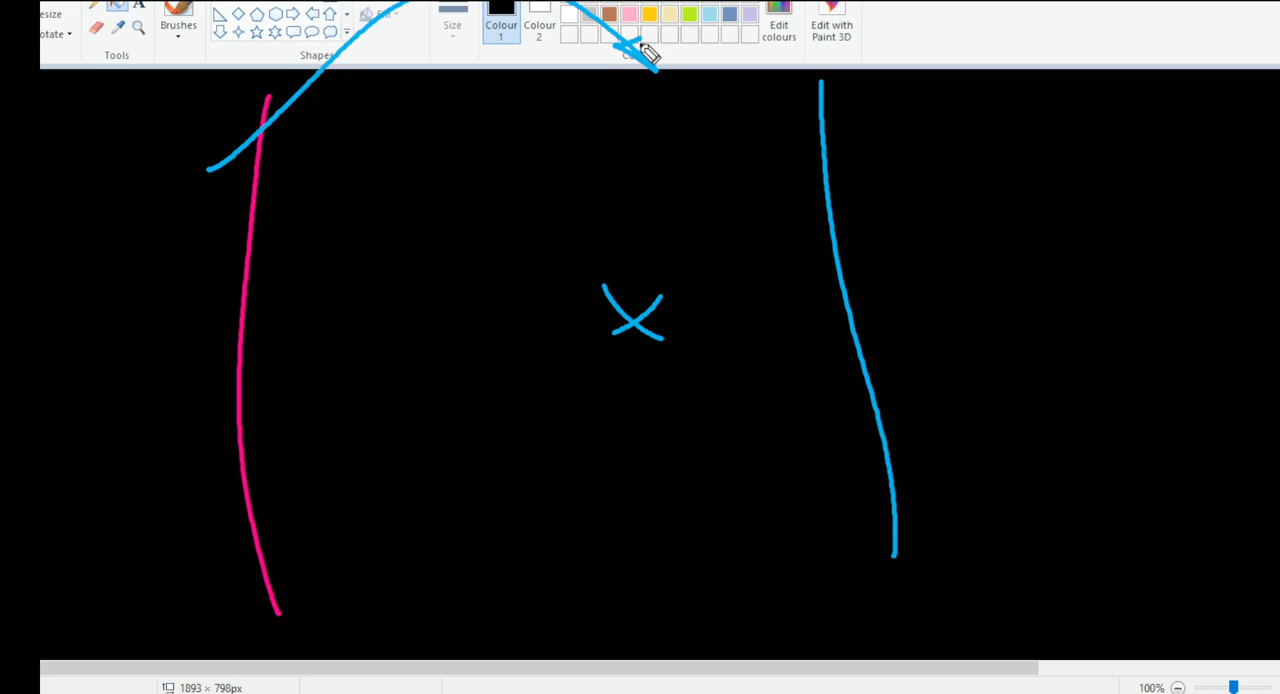 esize
otate
A
Brushes
Fill
Size
Colour
1
Colour
2
Edit
colours
Edit with
Paint 3D
Tools
Shapes
x
1893 × 798px
100%